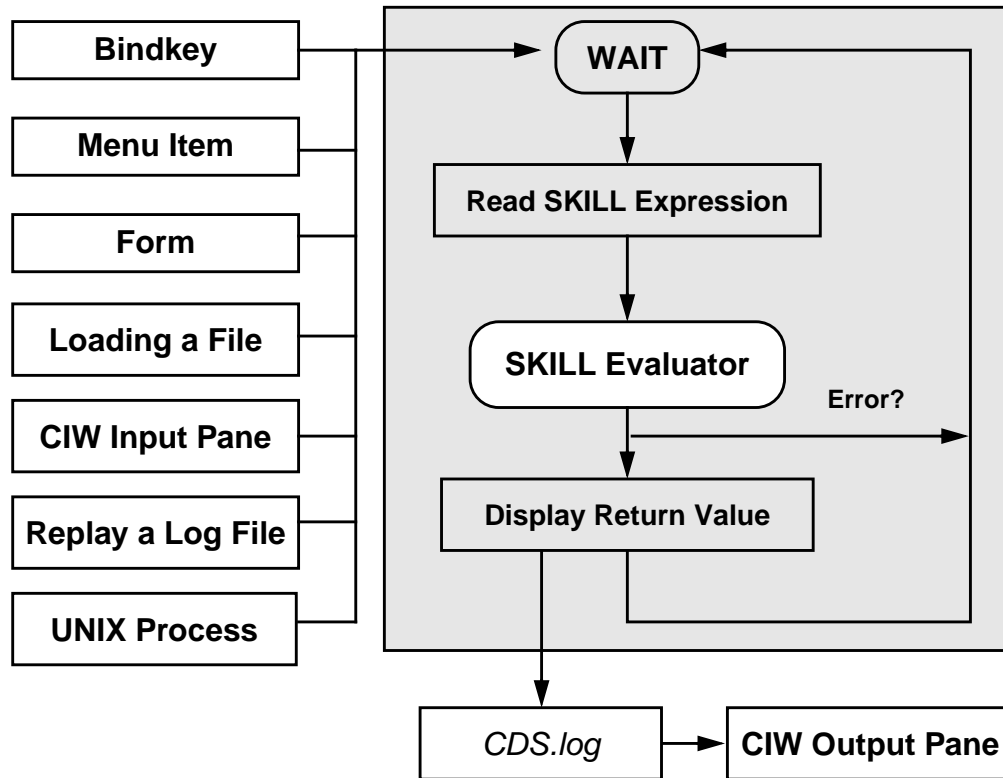 Bindkey
Menu Item
Form
Loading a File
CIW Input Pane
Replay a Log File
UNIX Process
WAIT
Read SKILL Expression
SKILL Evaluator
Error?
Display Return Value
CDS.log
CIW Output Pane